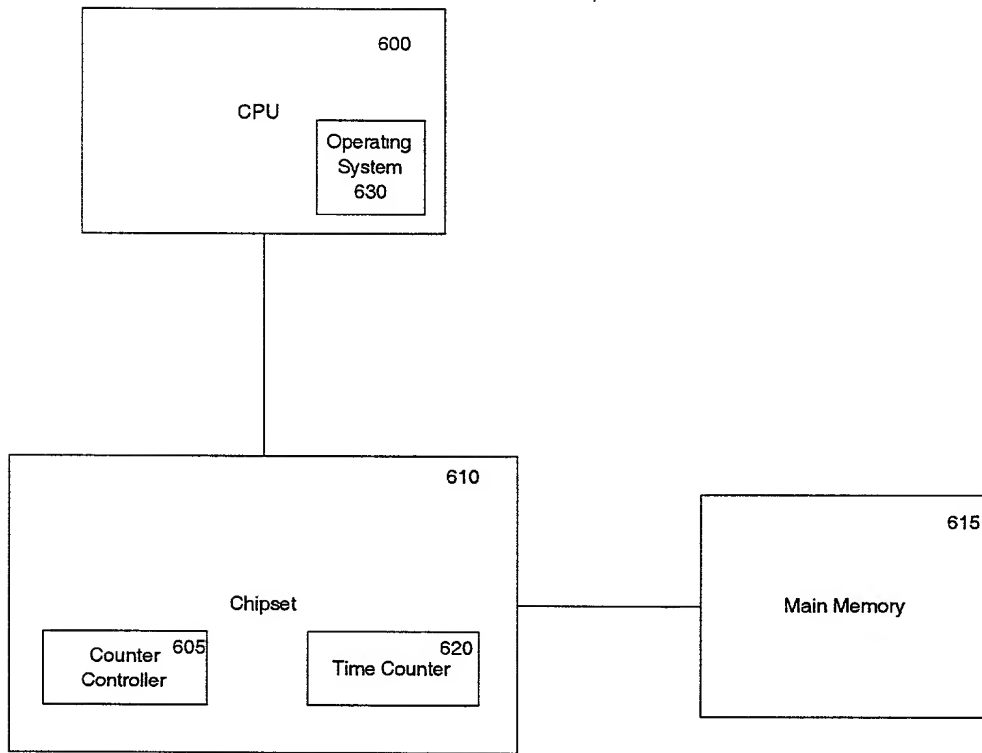 600
CPU
Operating
System
630
610
615
Chipset
Main Memory
Counter 605
Controller
620
Time Counter